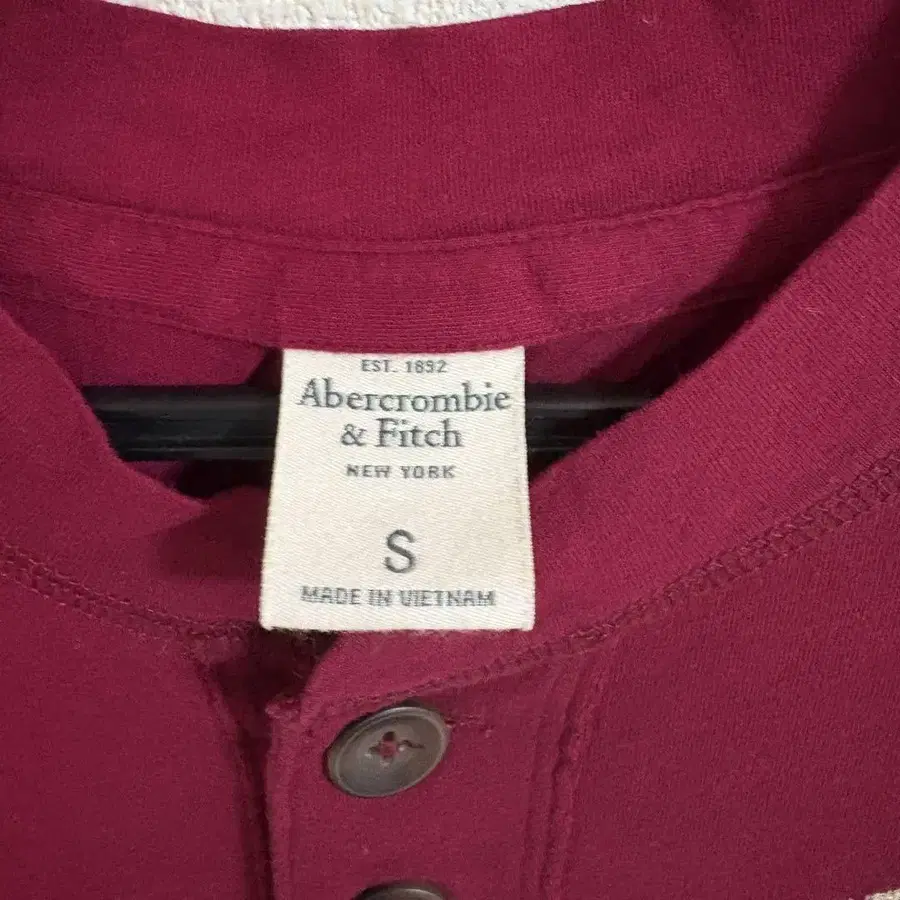 EST. 1892
Abercrombie
& Fitch
NEW YORK
S
MADE IN VIETNAM